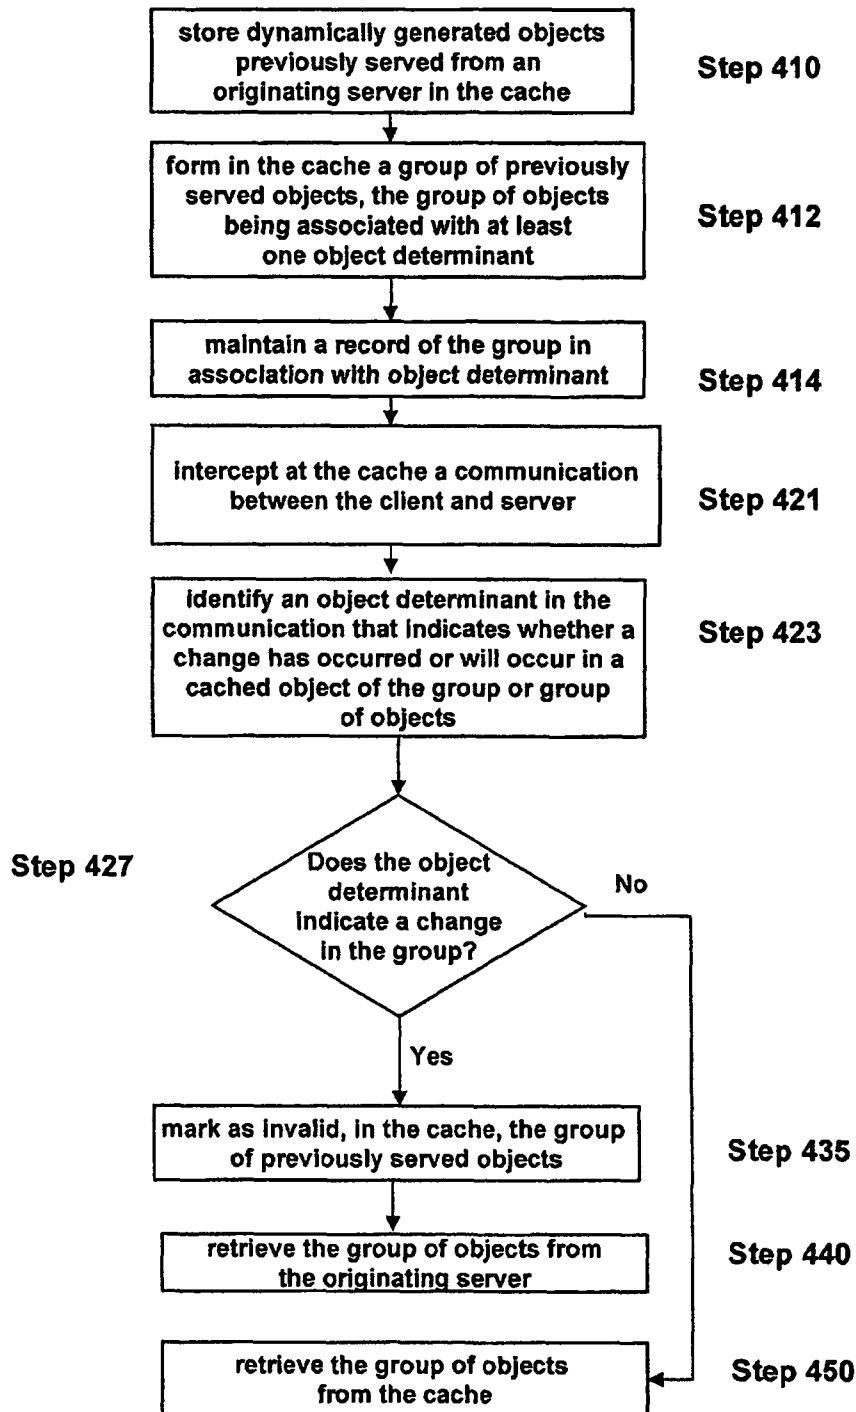 store dynamically generated objects
previously served from an
originating server in the cache
Step 410
form in the cache a group of previously
served objects, the group of objects
being associated with at least
one object determinant
Step 412
maintain a record of the group in
association with object determinant
Step 414
intercept at the cache a communication
between the client and server
Step 421
identify an object determinant in the
communication that indicates whether a
change has occurred or will occur in a
cached object of the group or group
of objects
Step 423
Step 427
Does the object
determinant
indicate a change
in the group?
No
Yes
mark as invalid, in the cache, the group
of previously served objects
Step 435
retrieve the group of objects from
the originating server
Step 440
retrieve the group of objects
from the cache
Step 450